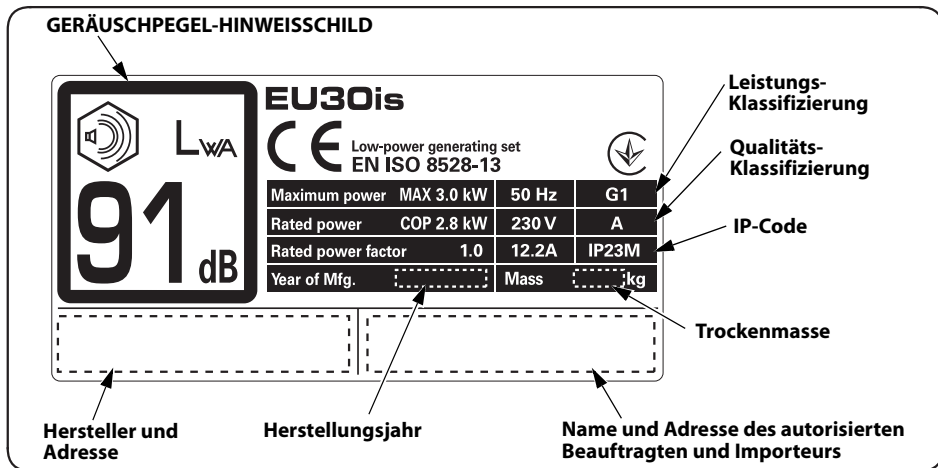 GERÄUSCHPEGEL-HINWEISSCHILD
EU30is
LWA
91 dB
CE
Low-power generating set
EN ISO 8528-13
Maximum power MAX 3.0 kW 50 Hz G1
Rated power COP 2.8 kW 230 V A
Rated power factor 1.0 12.2A IP23M
Year of Mfg. Mass kg
Leistungs-
Klassifizierung
Qualitäts-
Klassifizierung
IP-Code
Trockenmasse
Hersteller und
Adresse
Herstellungsjahr
Name und Adresse des autorisierten
Beauftragten und Importeurs